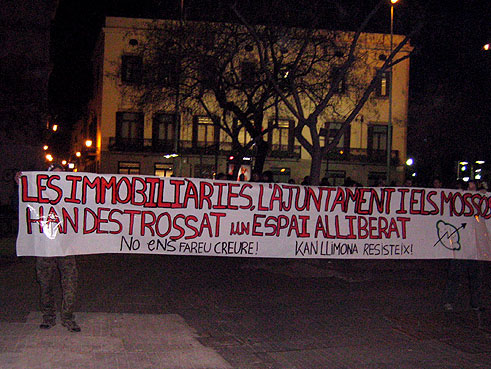 LES IMMOBILIARIES, L'AJUNTAMENT I ELS MOSSOS
HAN DESTROSSAT UN ESPAI ALLIBERAT
NO ENS FAREU CREURE! KAN LLIMONA RESISTEIX!